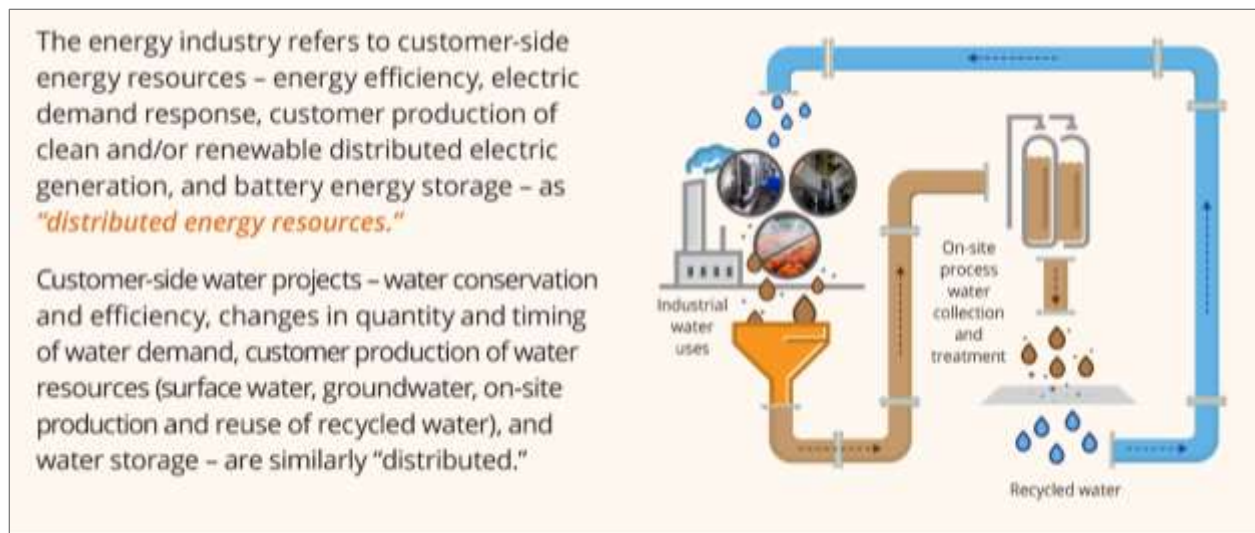 The energy industry refers to customer-side
energy resources – energy efficiency, electric
demand response, customer production of
clean and/or renewable distributed electric
generation, and battery energy storage – as
“distributed energy resources.”
Customer-side water projects – water conservation
and efficiency, changes in quantity and timing
of water demand, customer production of water
resources (surface water, groundwater, on-site
production and reuse of recycled water), and
water storage – are similarly “distributed.”
Industrial
water
uses
On-site
process
water
collection
and
treatment
Recycled water